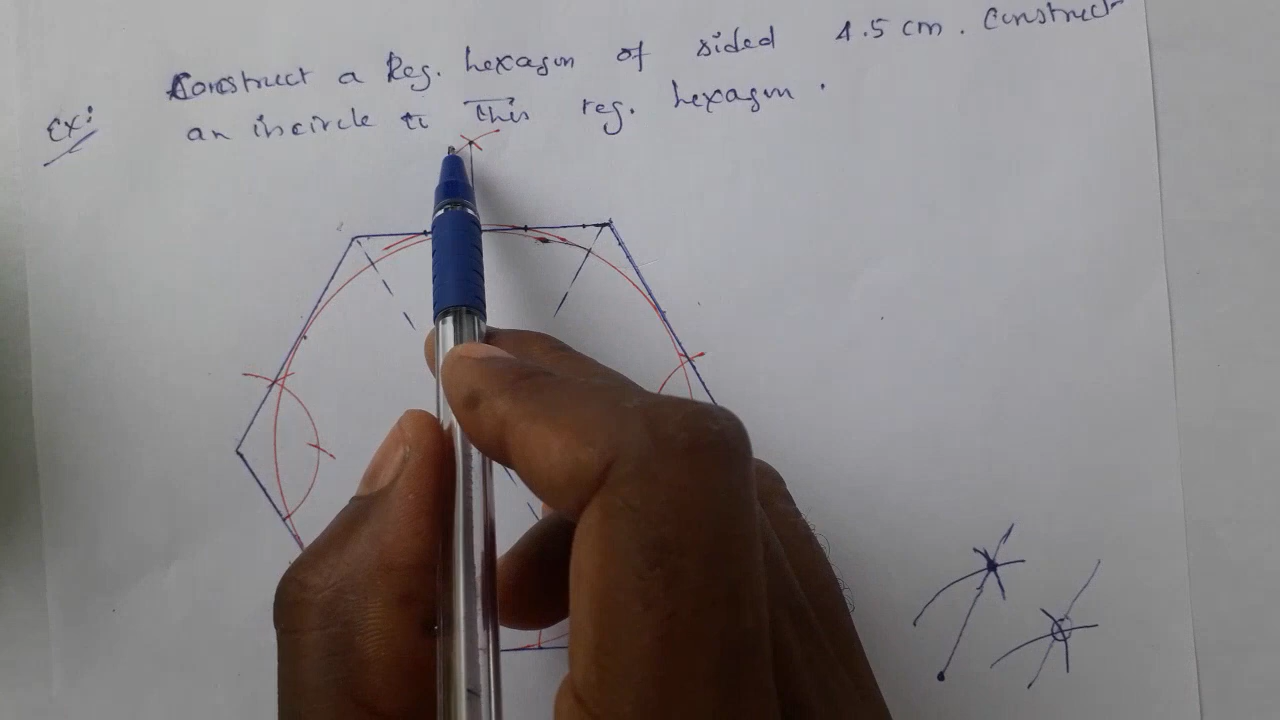 Construct a Reg. hexagon of sided 4.5 cm. Construct
Ex: an incircle to This reg. hexagon.